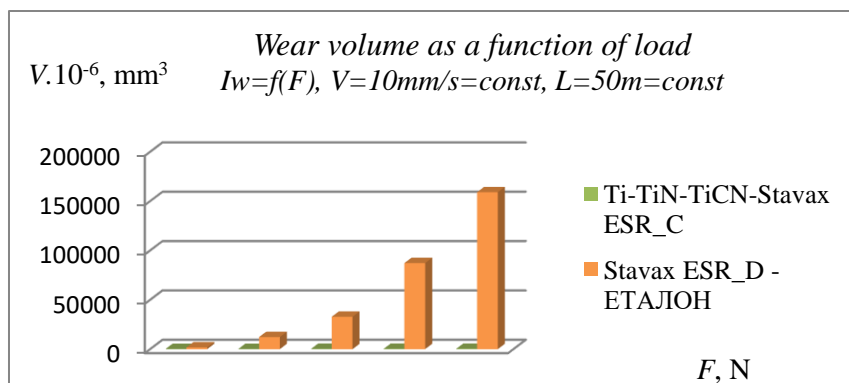 Wear volume as a function of load
V.10⁻⁶, mm³
Iw=f(F), V=10mm/s=const, L=50m=const
200000
150000
100000
50000
0
Ti-TiN-TiCN-Stavax
ESR_C
Stavax ESR_D -
ЕТАЛОН
F, N